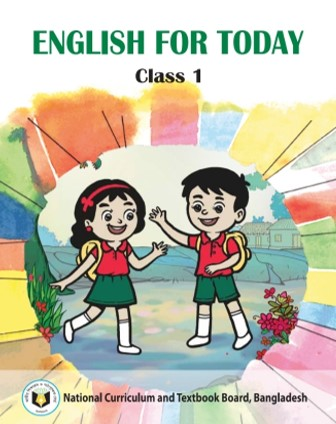 ENGLISH FOR TODAY
Class 1
National Curriculum and Textbook Board, Bangladesh